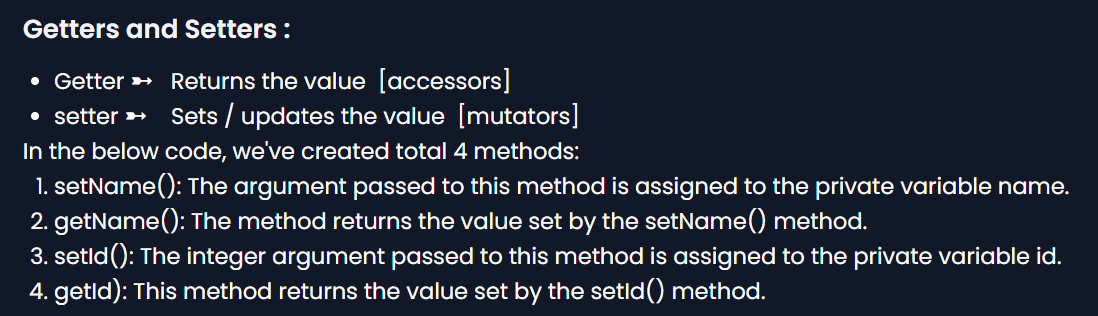 Getters and Setters :
• Getter ➵ Returns the value [accessors]
• setter ➵ Sets / updates the value [mutators]
In the below code, we've created total 4 methods:
1. setName(): The argument passed to this method is assigned to the private variable name.
2. getName(): The method returns the value set by the setName() method.
3. setId(): The integer argument passed to this method is assigned to the private variable id.
4. getId): This method returns the value set by the setId() method.